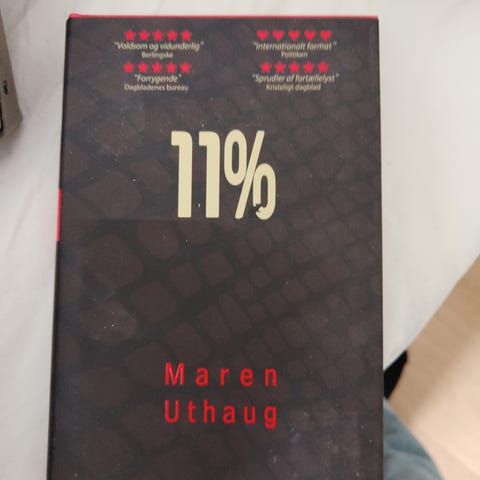 ★★★★★
"Voldsom og vidunderlig"
Berlingske
♥♥♥♥♥
"Internationalt format"
Politiken
★★★★★
"Forrygende"
Dagbladenes bureau
★★★★★
"Sprudler af fortællelyst"
Kristeligt dagblad
11%
Maren
Uthaug